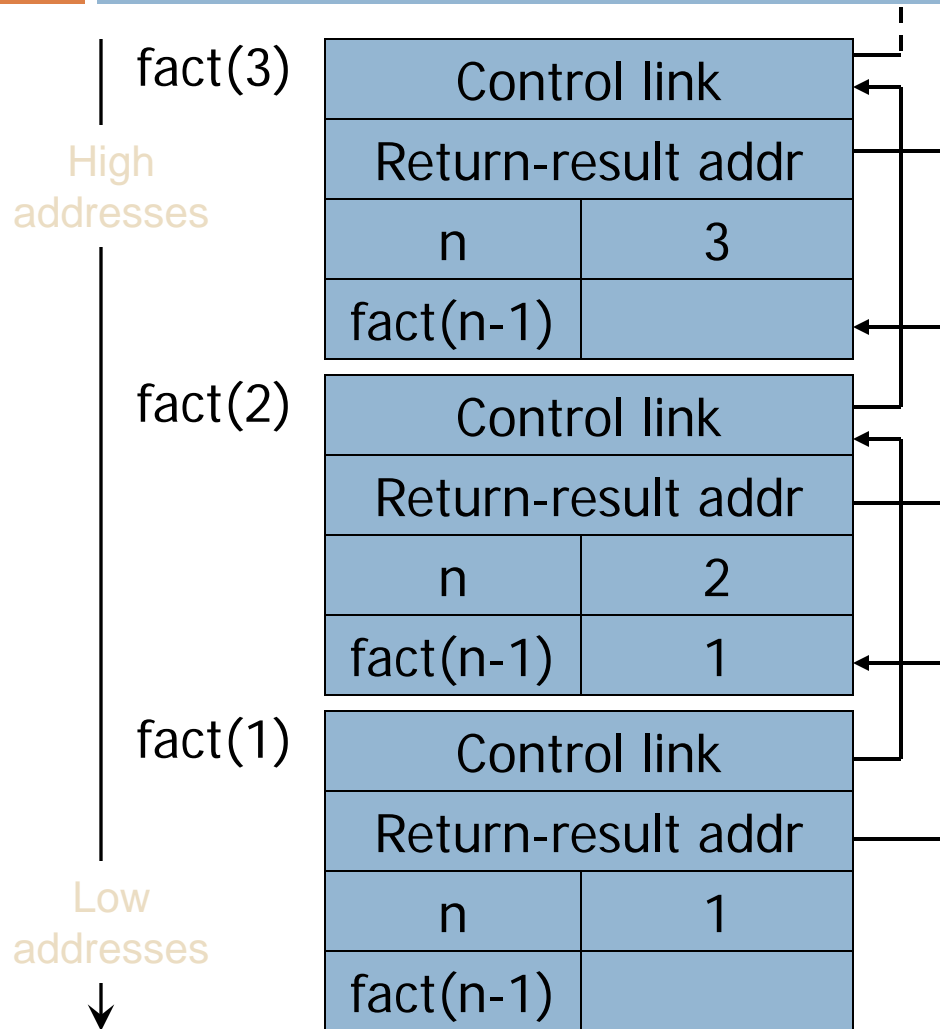 fact(3)
Control link
High
addresses
Return-result addr
n 3
fact(n-1)
fact(2)
Control link
Return-result addr
n 2
fact(n-1) 1
fact(1)
Control link
Return-result addr
Low
addresses
n 1
fact(n-1)